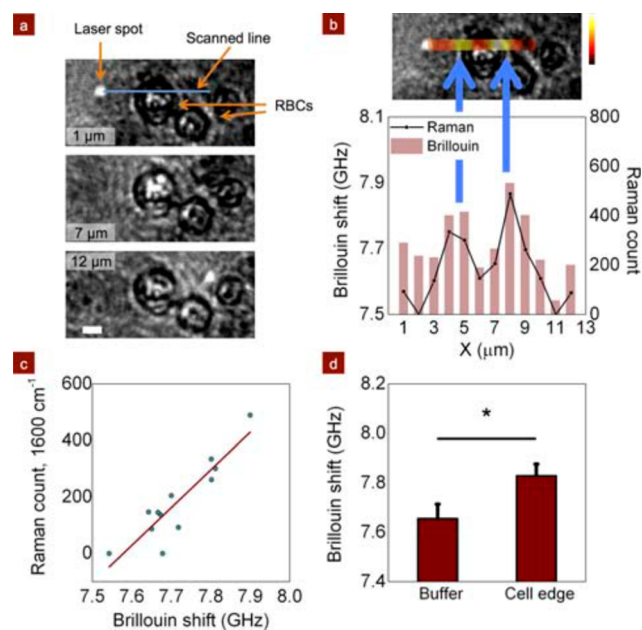 a
Laser spot
Scanned line
RBCs
1 μm
7 μm
12 μm
b
8.1
7.9
7.7
7.5
Brillouin shift (GHz)
Raman
Brillouin
800
600
400
200
0
Raman count
1 3 5 7 9 11 13
X (μm)
c
600
400
200
0
Raman count, 1600 cm⁻¹
7.5 7.6 7.7 7.8 7.9 8.0
Brillouin shift (GHz)
d
8.2
8.0
7.8
7.6
7.4
Brillouin shift (GHz)
*
Buffer Cell edge